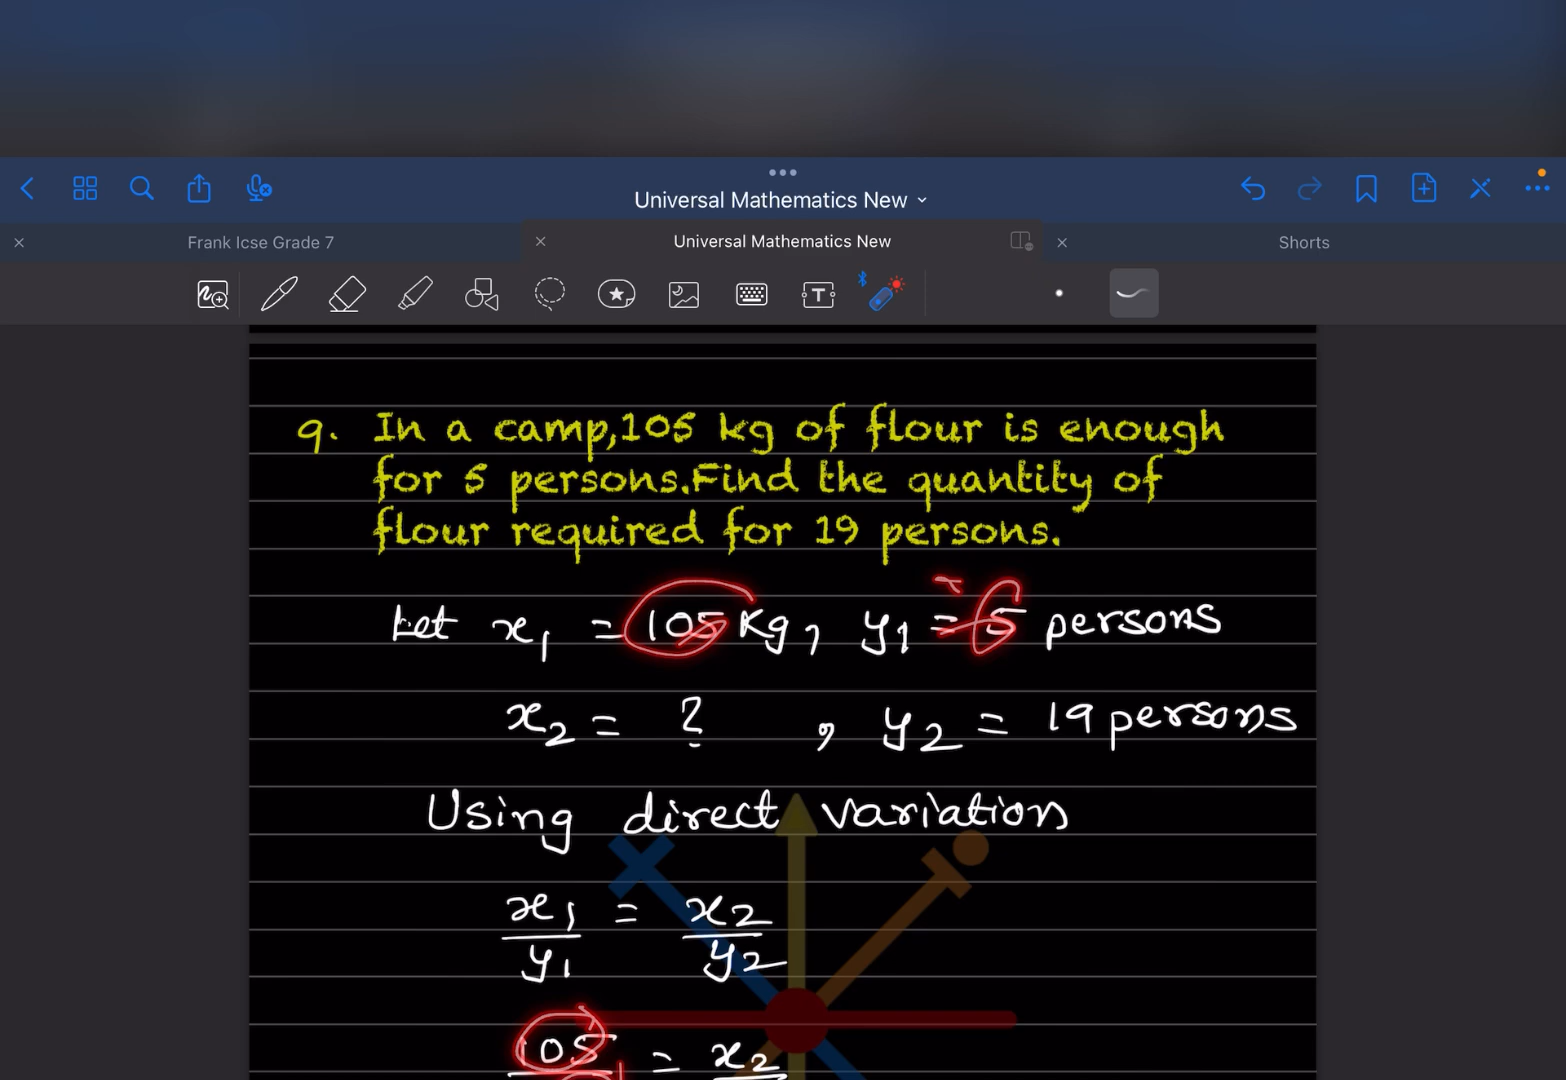 Universal Mathematics New
Frank Icse Grade 7
Universal Mathematics New
Shorts
9. In a camp,105 kg of flour is enough
for 5 persons.Find the quantity of
flour required for 19 persons.
Let x₁ = 105 Kg, y₁ = 5 persons
x₂ = ? , y₂ = 19 persons
Using direct variation
x₁/y₁ = x₂/y₂
105 = x₂